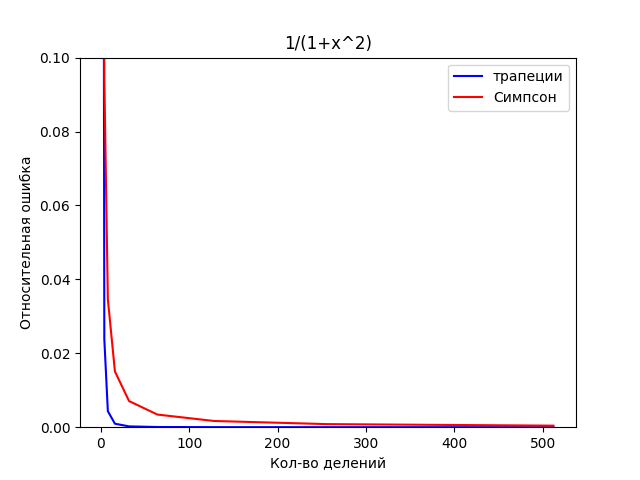 1/(1+x^2)
трапеции
Симпсон
Относительная ошибка
0.10
0.08
0.06
0.04
0.02
0.00
0
100
200
300
400
500
Кол-во делений